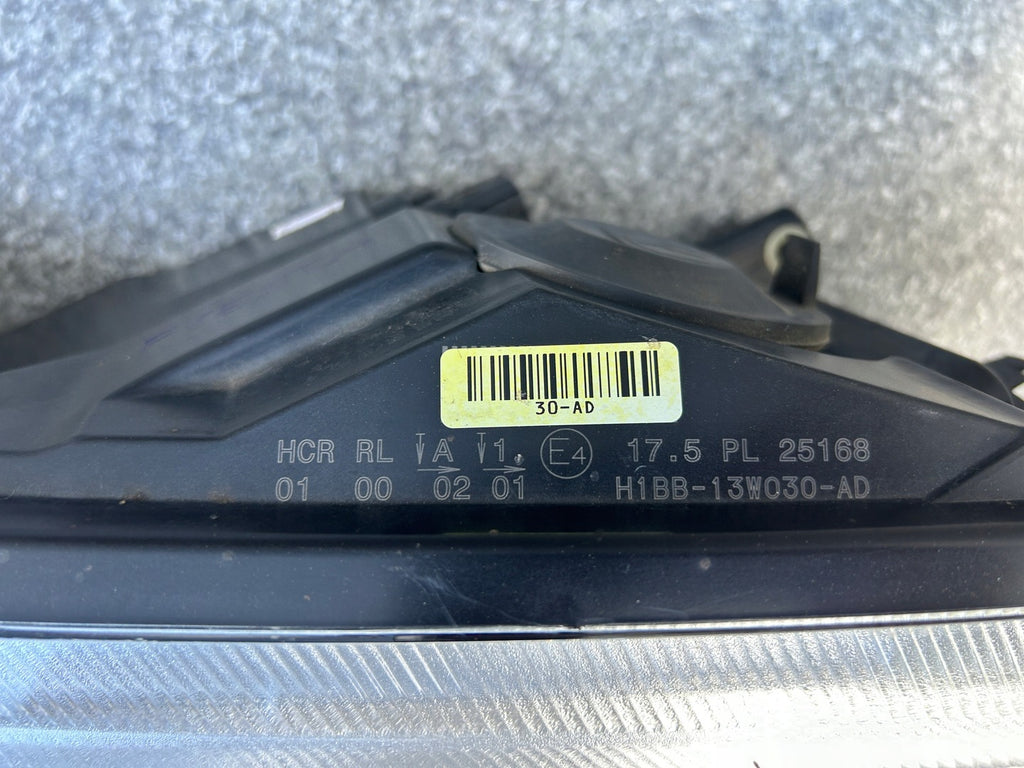 30-AD
HCR RL A 1. E4 17.5 PL 25168
01 00 02 01 H1BB-13W030-AD